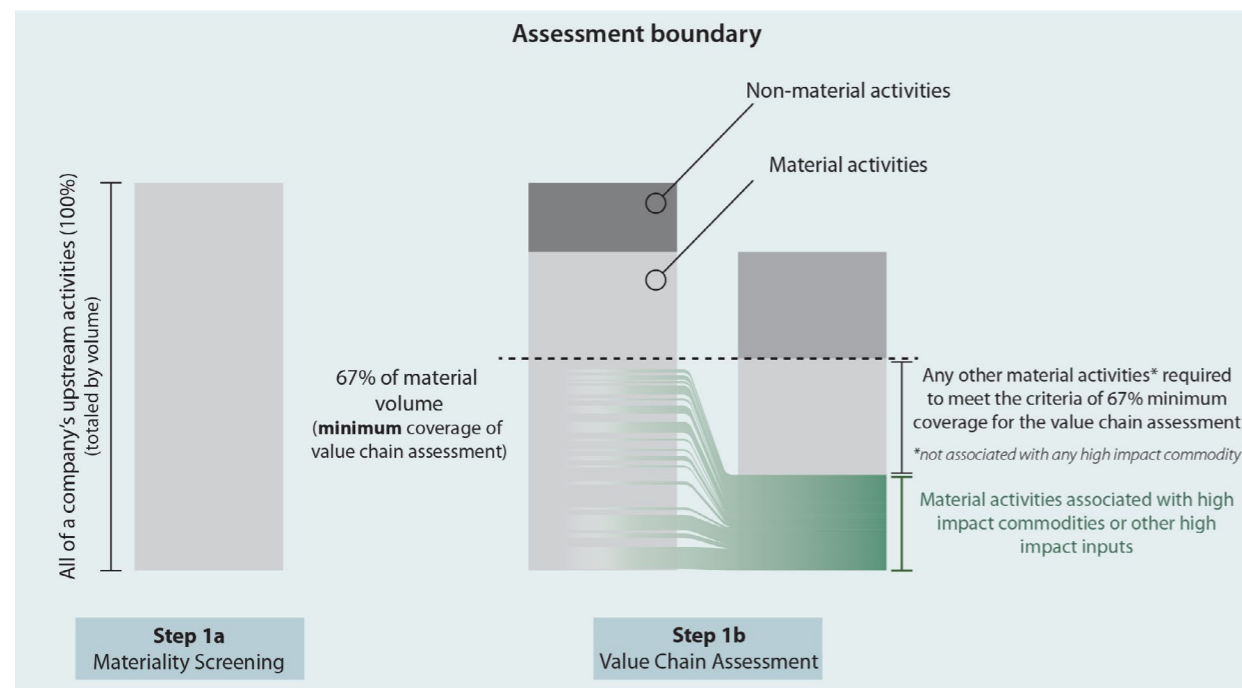 Assessment boundary
Non-material activities
Material activities
All of a company's upstream activities (100%)
(totaled by volume)
67% of material
volume
(minimum coverage of
value chain assessment)
Any other material activities* required
to meet the criteria of 67% minimum
coverage for the value chain assessment
*not associated with any high impact commodity
Material activities associated with high
impact commodities or other high
impact inputs
Step 1a
Materiality Screening
Step 1b
Value Chain Assessment